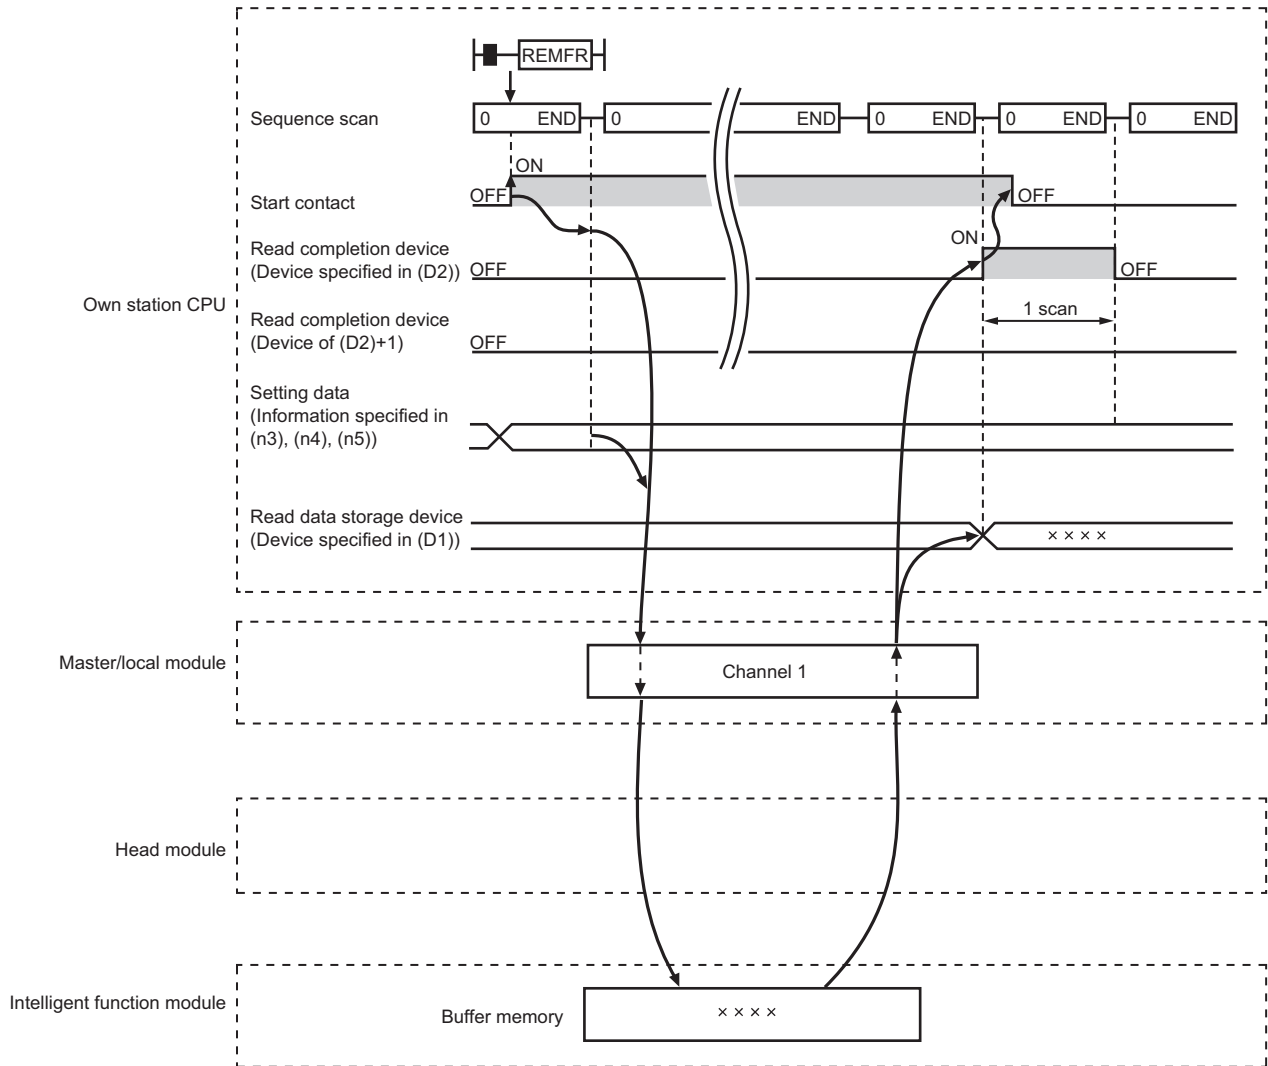 REMFR
Sequence scan
0 END 0 END 0 END 0 END 0 END
ON
Start contact
OFF
OFF
Read completion device
(Device specified in (D2))
OFF
ON
OFF
1 scan
Own station CPU
Read completion device
(Device of (D2)+1)
OFF
Setting data
(Information specified in
(n3), (n4), (n5))
Read data storage device
(Device specified in (D1))
× × × ×
Master/local module
Channel 1
Head module
Intelligent function module
Buffer memory
× × × ×